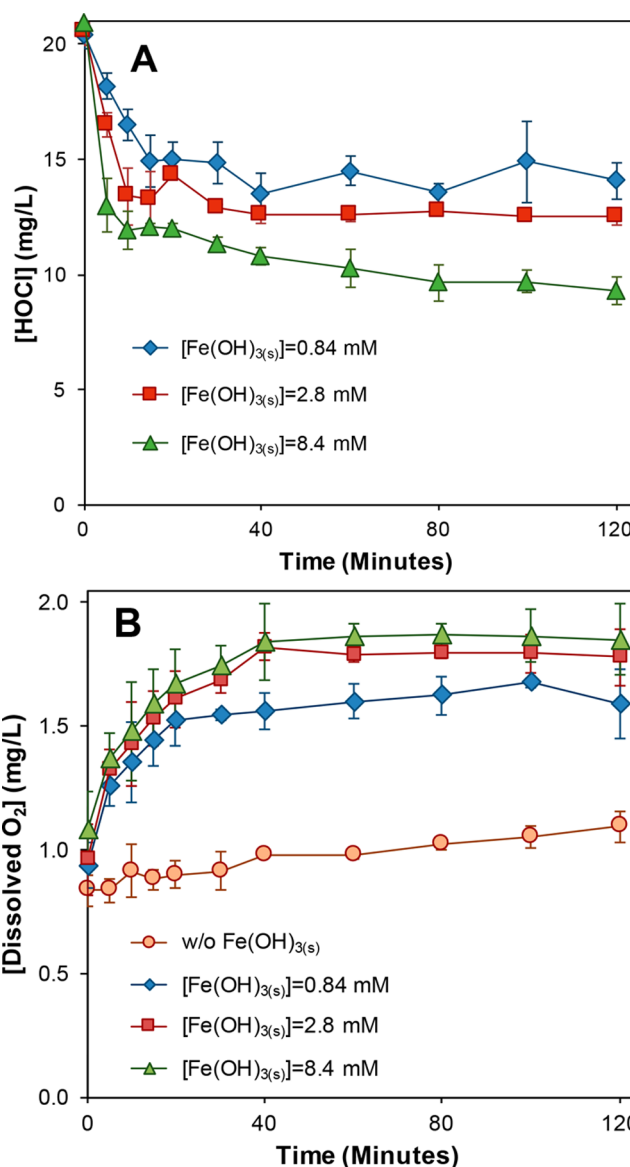 A
20
15
10
5
0
[HOCl] (mg/L)
[Fe(OH)₃₍ₛ₎]=0.84 mM
[Fe(OH)₃₍ₛ₎]=2.8 mM
[Fe(OH)₃₍ₛ₎]=8.4 mM
0 40 80 120
Time (Minutes)
B
2.0
1.5
1.0
0.5
0.0
[Dissolved O₂] (mg/L)
w/o Fe(OH)₃₍ₛ₎
[Fe(OH)₃₍ₛ₎]=0.84 mM
[Fe(OH)₃₍ₛ₎]=2.8 mM
[Fe(OH)₃₍ₛ₎]=8.4 mM
0 40 80 120
Time (Minutes)